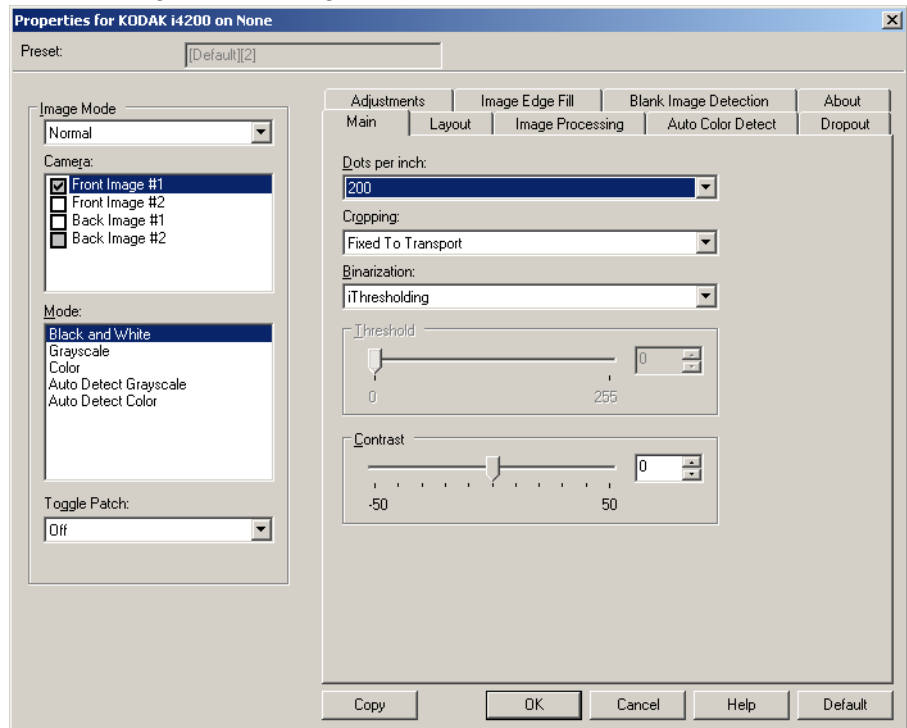 Properties for KODAK i4200 on None
Preset:
[Default][2]
Image Mode
Normal
Camera:
Front Image #1
Front Image #2
Back Image #1
Back Image #2
Mode:
Black and White
Grayscale
Color
Auto Detect Grayscale
Auto Detect Color
Toggle Patch:
Off
Adjustments
Image Edge Fill
Blank Image Detection
About
Main
Layout
Image Processing
Auto Color Detect
Dropout
Dots per inch:
200
Cropping:
Fixed To Transport
Binarization:
iThresholding
Threshold
0
0
255
Contrast
0
-50
50
Copy
OK
Cancel
Help
Default